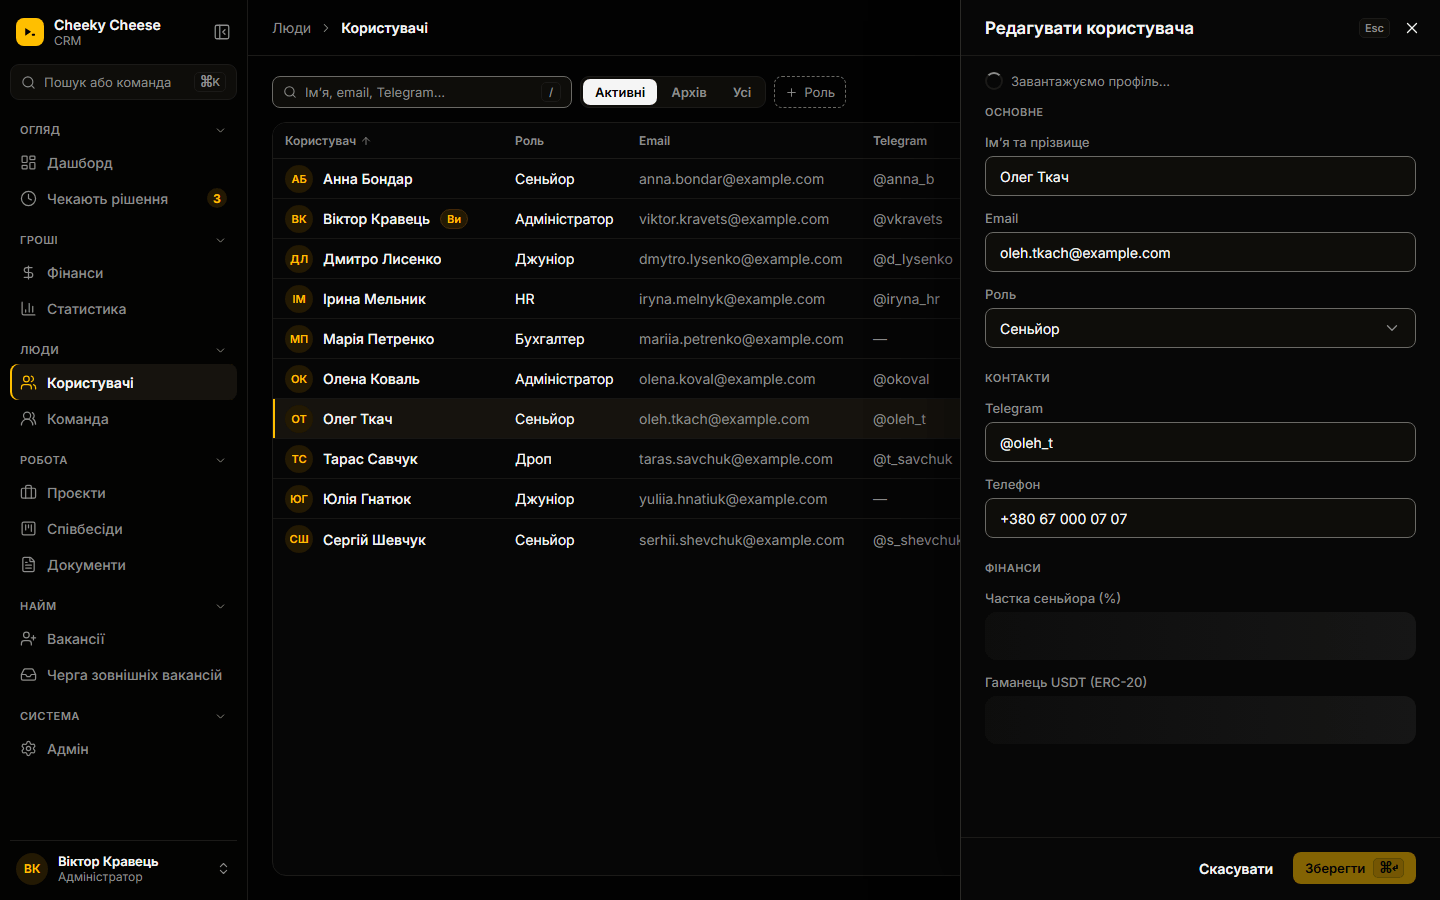 Cheeky Cheese
CRM
Пошук або команда ⌘K
ОГЛЯД
Дашборд
Чекають рішення 3
ГРОШІ
Фінанси
Статистика
ЛЮДИ
Користувачі
Команда
РОБОТА
Проєкти
Співбесіди
Документи
НАЙМ
Вакансії
Черга зовнішніх вакансій
СИСТЕМА
Адмін
ВК Віктор Кравець
Адміністратор
Люди > Користувачі
Ім'я, email, Telegram... /
Активні Архів Усі + Роль
Користувач ↑ Роль Email Telegram
АБ Анна Бондар Сеньйор anna.bondar@example.com @anna_b
ВК Віктор Кравець Ви Адміністратор viktor.kravets@example.com @vkravets
ДЛ Дмитро Лисенко Джуніор dmytro.lysenko@example.com @d_lysenko
ІМ Ірина Мельник HR iryna.melnyk@example.com @iryna_hr
МП Марія Петренко Бухгалтер mariia.petrenko@example.com —
ОК Олена Коваль Адміністратор olena.koval@example.com @okoval
ОТ Олег Ткач Сеньйор oleh.tkach@example.com @oleh_t
ТС Тарас Савчук Дроп taras.savchuk@example.com @t_savchuk
ЮГ Юлія Гнатюк Джуніор yuliia.hnatiuk@example.com —
СШ Сергій Шевчук Сеньйор serhii.shevchuk@example.com @s_shevchuk
Редагувати користувача Esc
Завантажуємо профіль...
ОСНОВНЕ
Ім'я та прізвище
Олег Ткач
Email
oleh.tkach@example.com
Роль
Сеньйор
КОНТАКТИ
Telegram
@oleh_t
Телефон
+380 67 000 07 07
ФІНАНСИ
Частка сеньйора (%)
Гаманець USDT (ERC-20)
Скасувати Зберегти ⌘↵